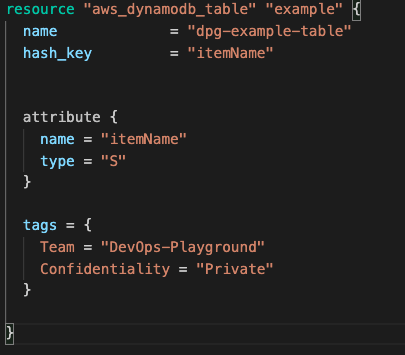 resource "aws_dynamodb_table" "example" {
  name             = "dpg-example-table"
  hash_key         = "itemName"
  attribute {
    name = "itemName"
    type = "S"
  }
  tags = {
    Team = "DevOps-Playground"
    Confidentiality = "Private"
  }
}